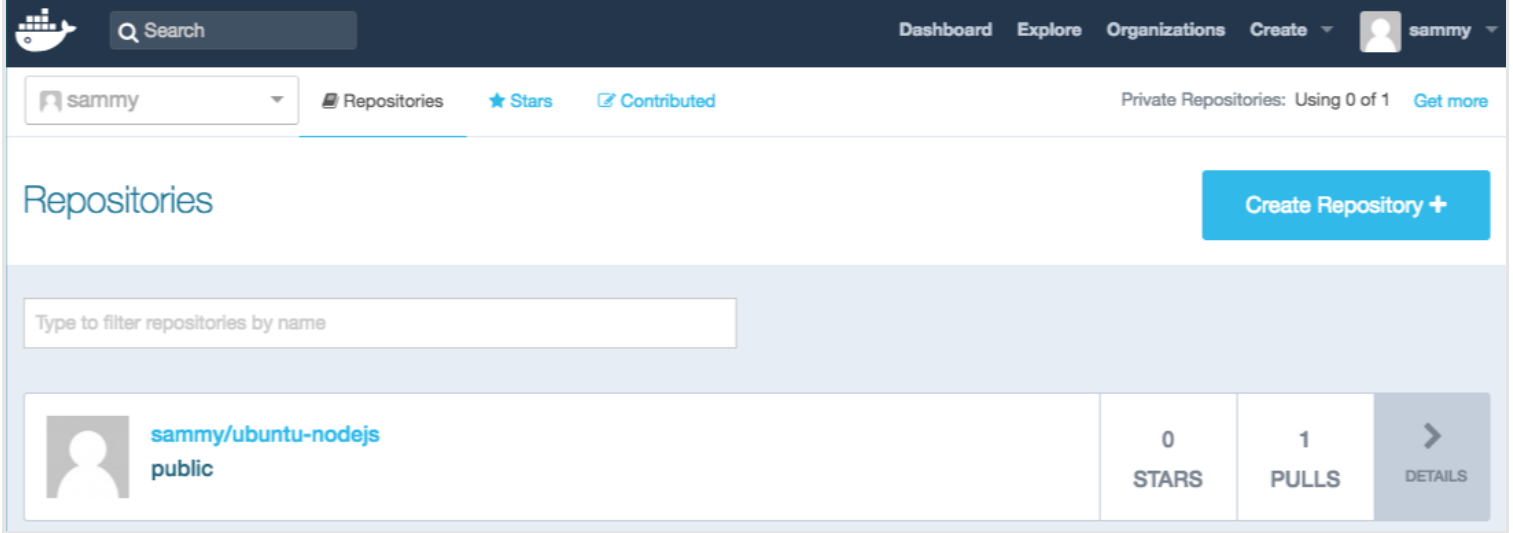 Search Dashboard Explore Organizations Create sammy
sammy Repositories Stars Contributed Private Repositories: Using 0 of 1 Get more
Repositories
Create Repository +
Type to filter repositories by name
sammy/ubuntu-nodejs
public
0
STARS
1
PULLS
DETAILS